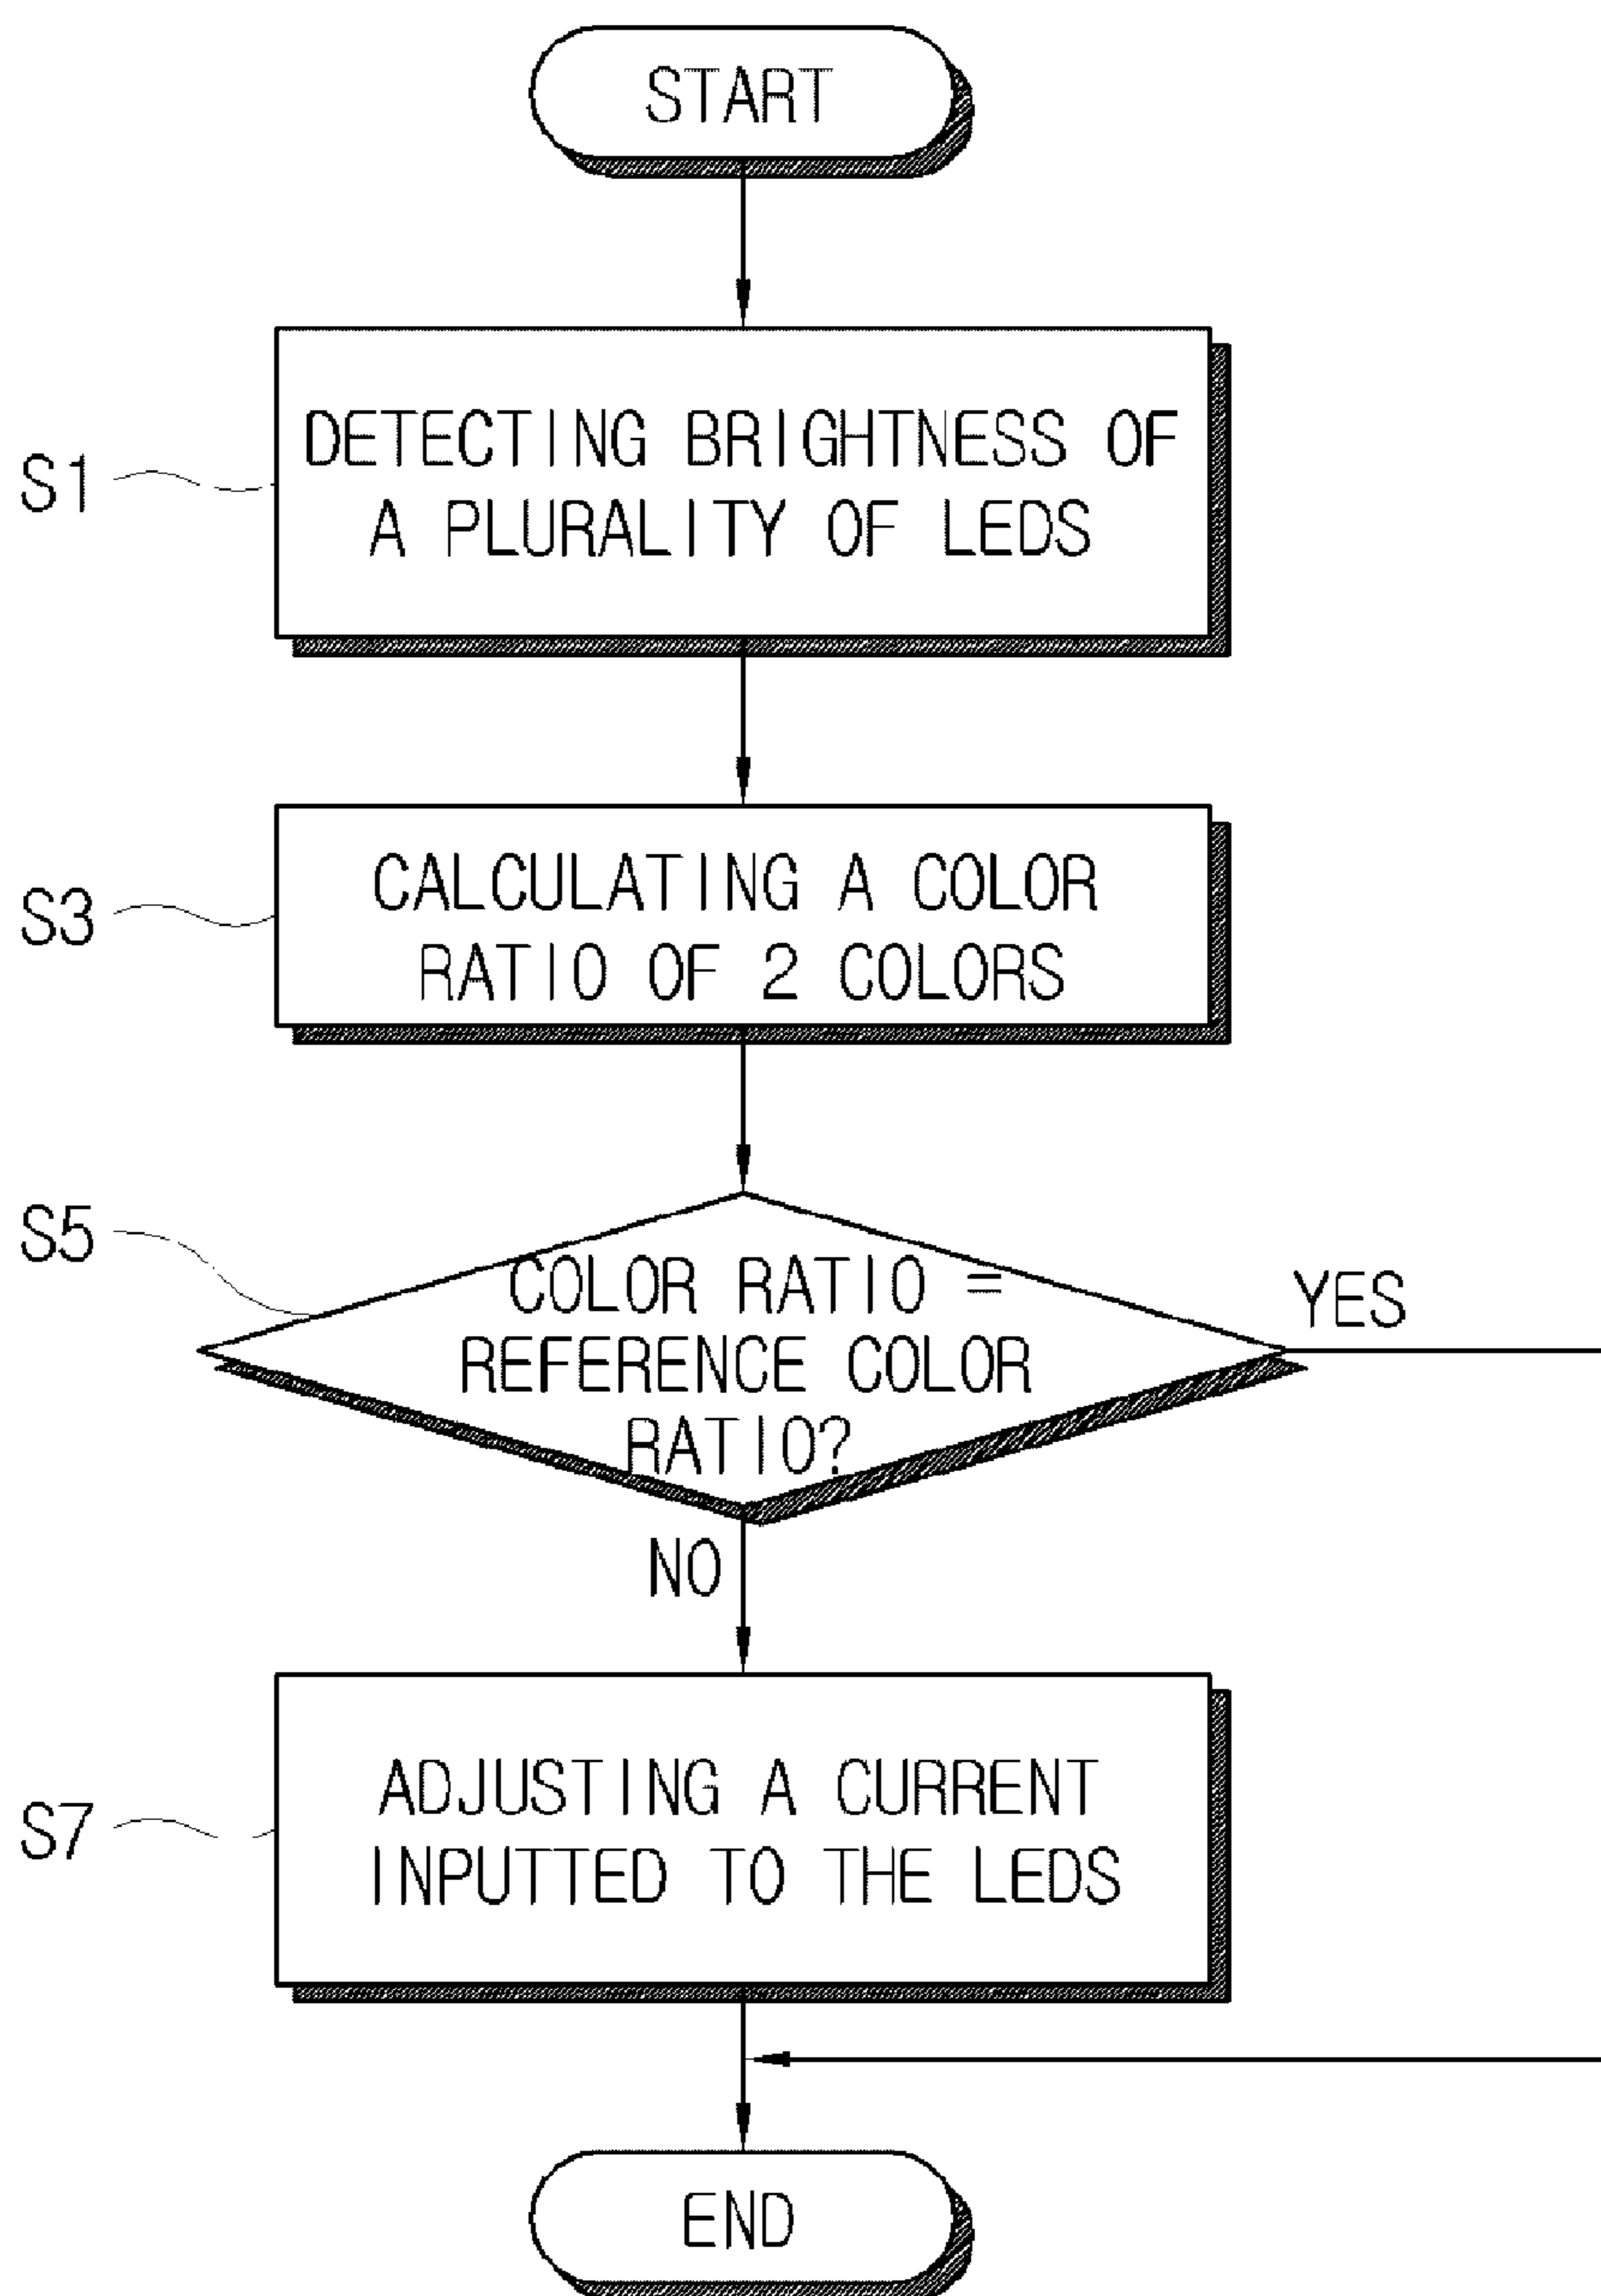 START
S1
DETECTING BRIGHTNESS OF
A PLURALITY OF LEDS
S3
CALCULATING A COLOR
RATIO OF 2 COLORS
S5
COLOR RATIO =
REFERENCE COLOR
RATIO?
YES
NO
S7
ADJUSTING A CURRENT
INPUTTED TO THE LEDS
END